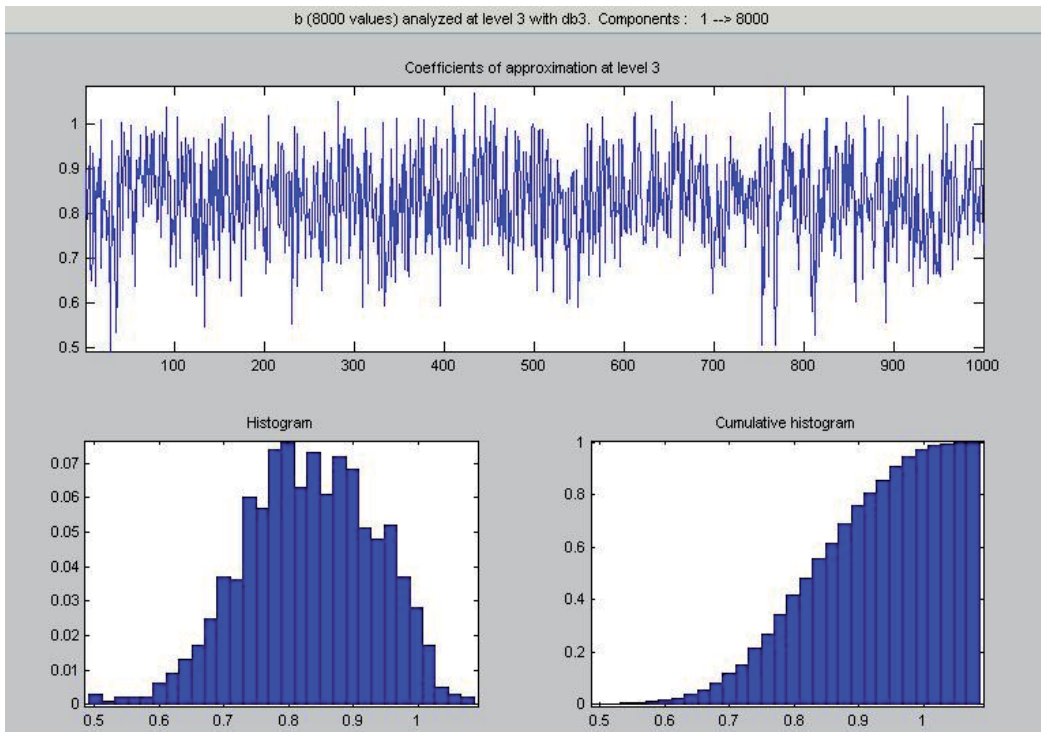 b (8000 values) analyzed at level 3 with db3. Components : 1 --> 8000
Coefficients of approximation at level 3
1
0.9
0.8
0.7
0.6
0.5
100 200 300 400 500 600 700 800 900 1000
Histogram
0.07
0.06
0.05
0.04
0.03
0.02
0.01
0
0.5 0.6 0.7 0.8 0.9 1
Cumulative histogram
1
0.8
0.6
0.4
0.2
0
0.5 0.6 0.7 0.8 0.9 1